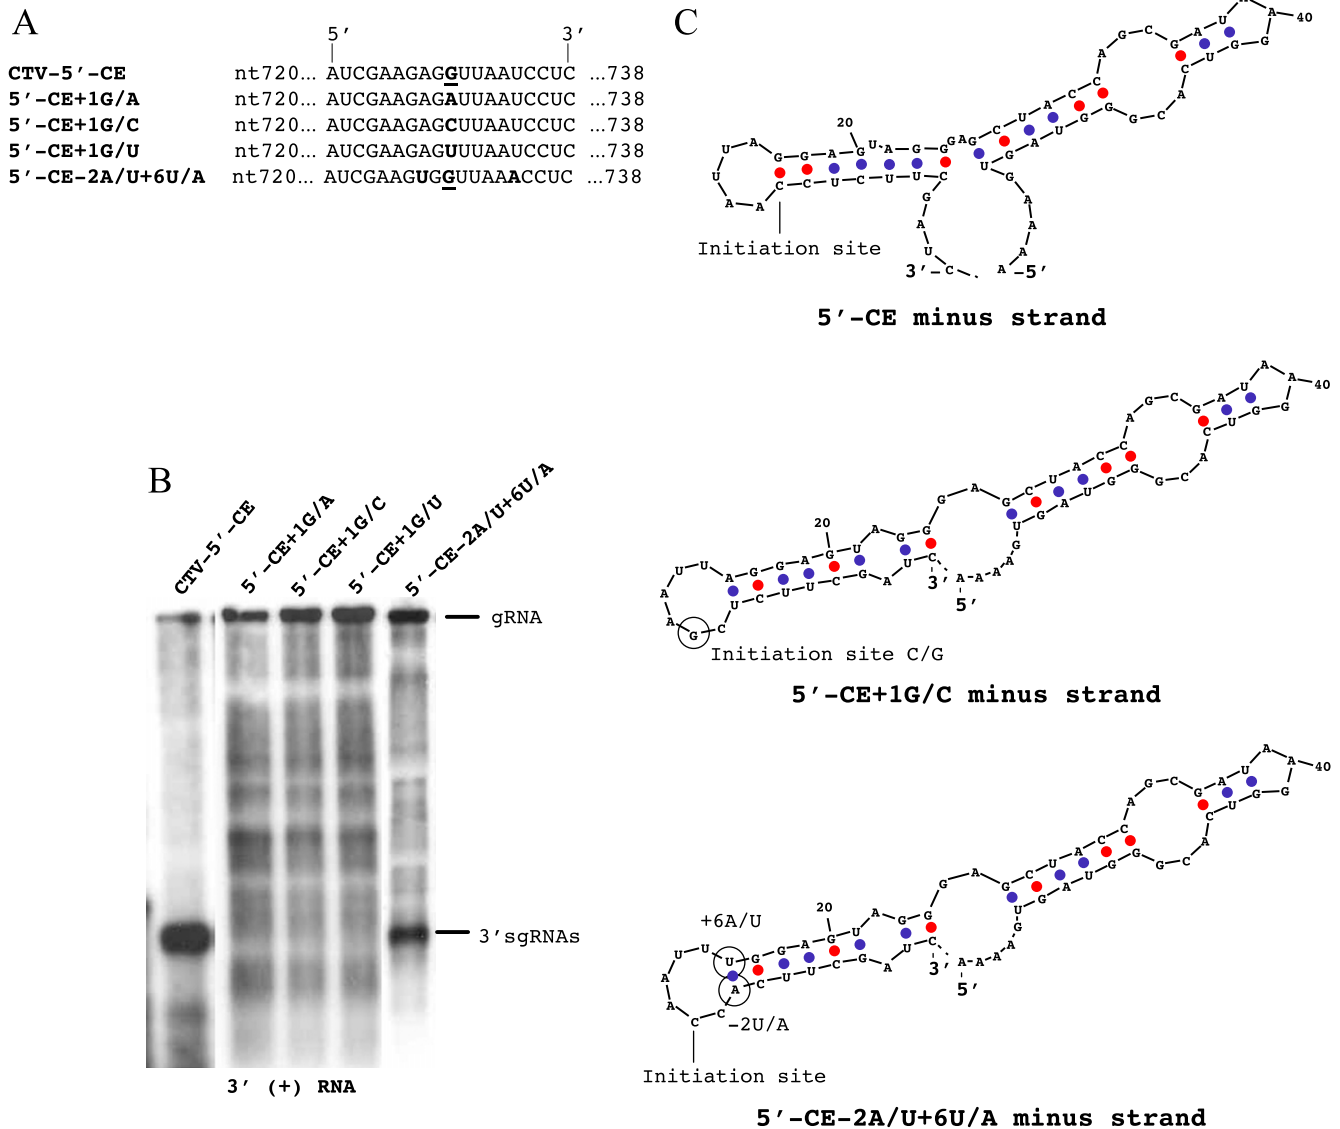 A
5′ 3′
CTV-5′-CE nt720... AUCGAAGAGGUUAAUCCUC ...738
5′-CE+1G/A nt720... AUCGAAGAGAUUAAUCCUC ...738
5′-CE+1G/C nt720... AUCGAAGAGCUUAAUCCUC ...738
5′-CE+1G/U nt720... AUCGAAGAGUUUAAUCCUC ...738
5′-CE-2A/U+6U/A nt720... AUCGAAGUGGUUAAACCUC ...738
B
CTV-5′-CE
5′-CE+1G/A
5′-CE+1G/C
5′-CE+1G/U
5′-CE-2A/U+6U/A
gRNA
3′sgRNAs
3′ (+) RNA
C
20
40
Initiation site
3′-C
A-5′
5′-CE minus strand
20
40
3′
5′
Initiation site C/G
5′-CE+1G/C minus strand
+6A/U
20
40
3′
5′
-2U/A
Initiation site
5′-CE-2A/U+6U/A minus strand